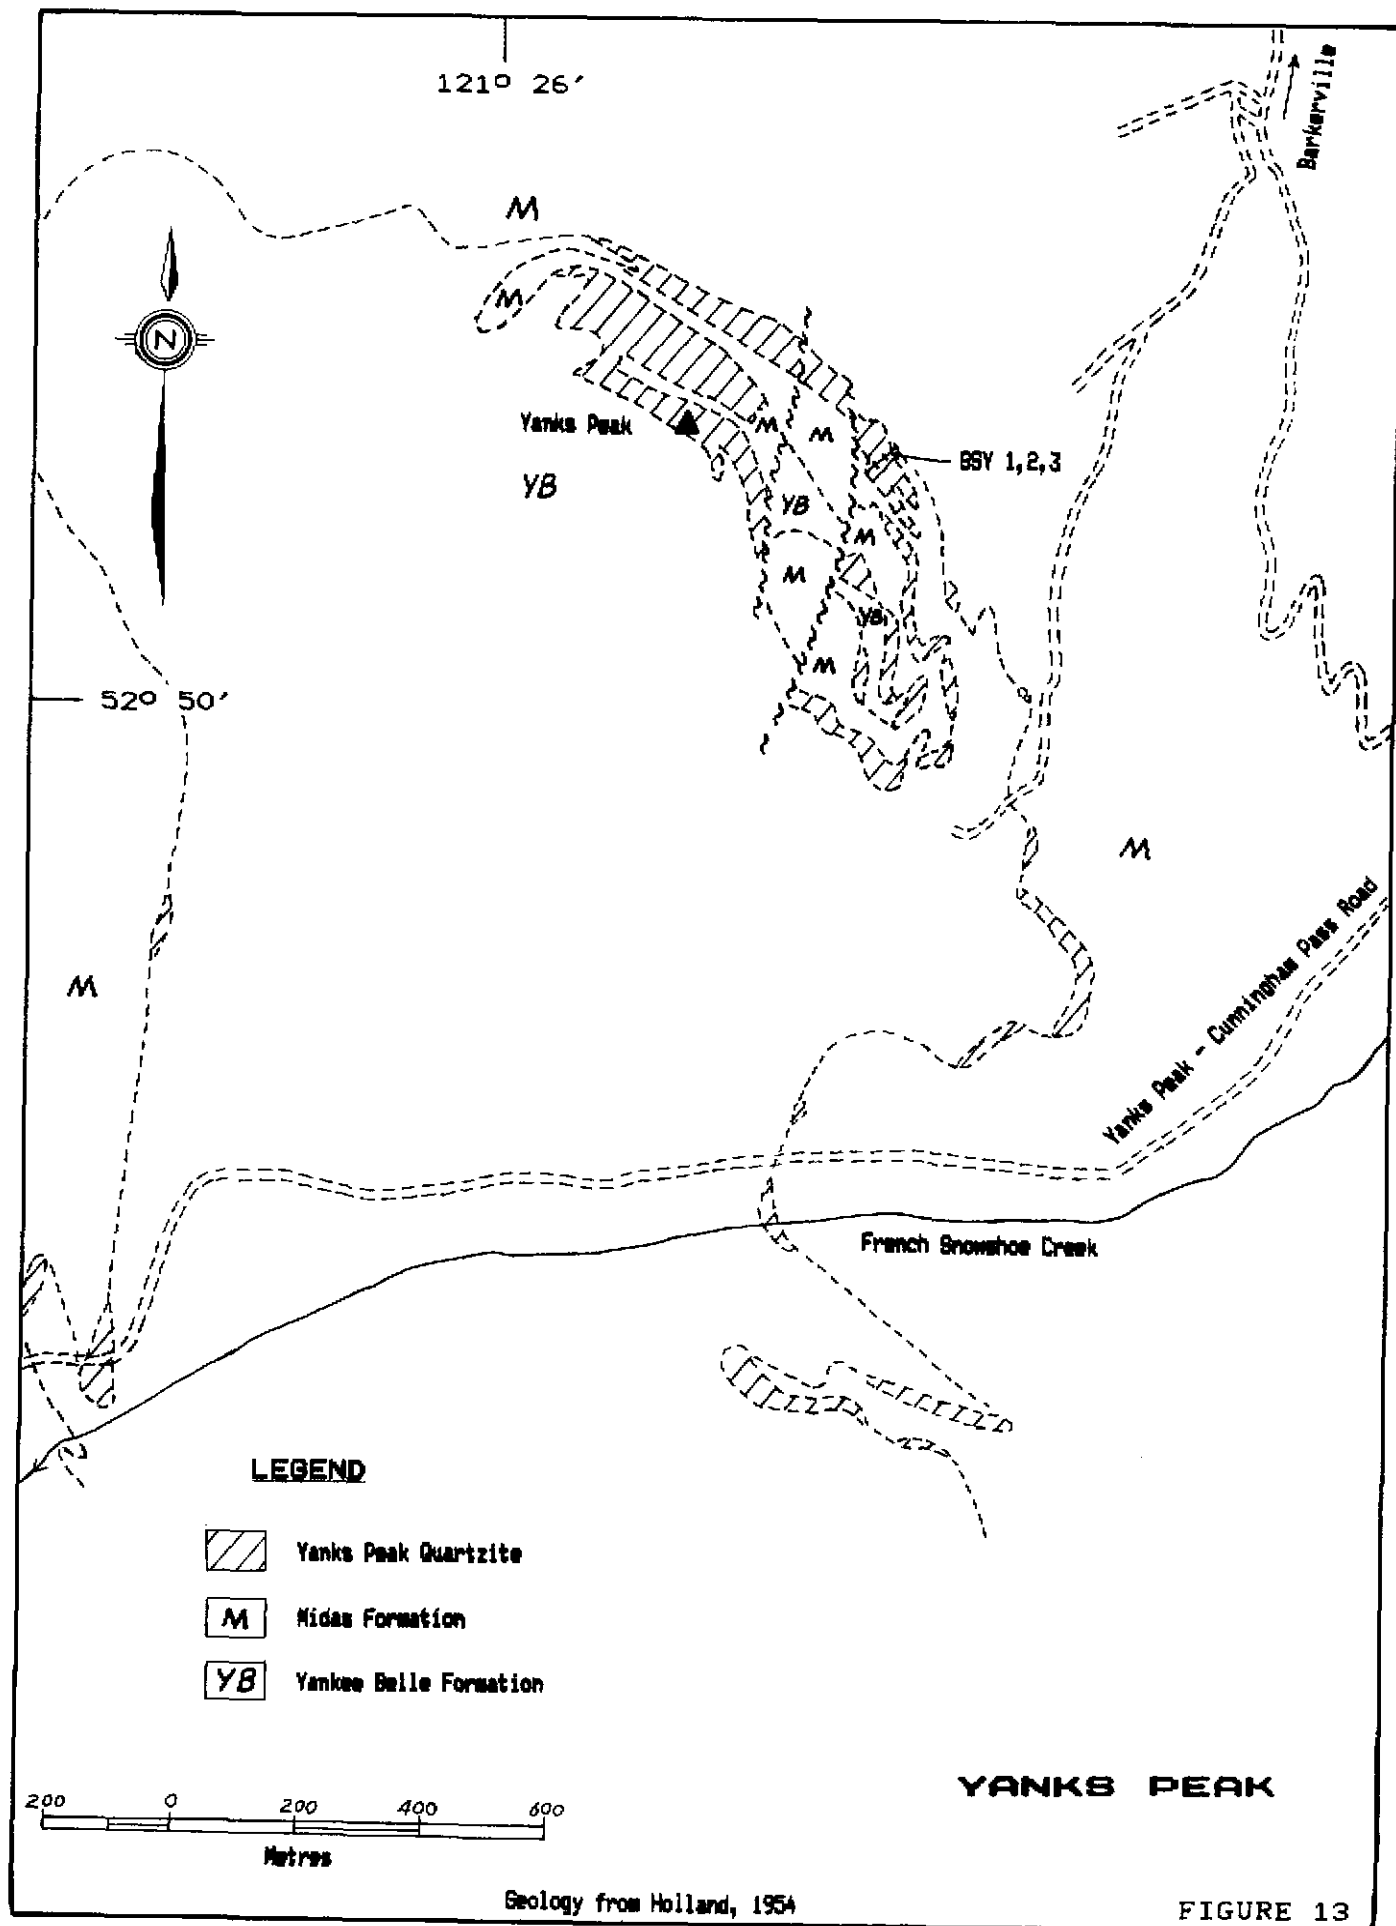 121° 26′
Barkerville
M
N
M
Yanks Peak
M
M
BSY 1,2,3
YB
YB
M
M
YB
M
52° 50′
M
M
Yanks Peak - Cunningham Pass Road
French Snowshoe Creek
LEGEND
Yanks Peak Quartzite
M Midas Formation
YB Yankee Belle Formation
YANKS PEAK
200 0 200 400 600
Metres
Geology from Holland, 1954
FIGURE 13